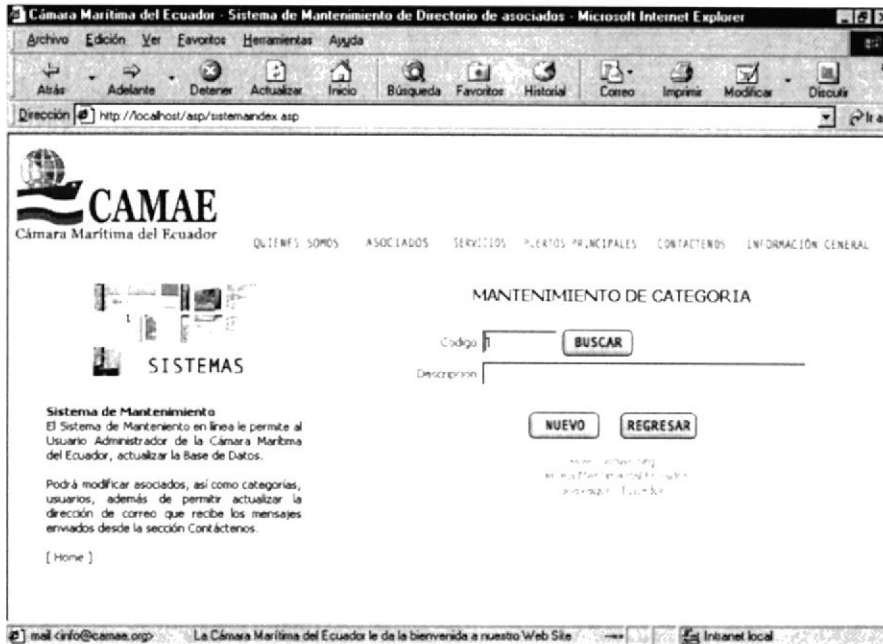 Cámara Marítima del Ecuador - Sistema de Mantenimiento de Directorio de asociados - Microsoft Internet Explorer
Archivo Edición Ver Favoritos Herramientas Ayuda
Atrás Adelante Detener Actualizar Inicio Búsqueda Favoritos Historial Correo Imprimir Modificar Discutir
Dirección http://localhost/asp/sistemaindex.asp Ir a
CAMAE
Cámara Marítima del Ecuador
QUIENES SOMOS ASOCIADOS SERVICIOS PUERTOS PRINCIPALES CONTACTENOS INFORMACIÓN GENERAL
MANTENIMIENTO DE CATEGORIA
Codigo 1 BUSCAR
Descripcion
SISTEMAS
NUEVO REGRESAR
Sistema de Mantenimiento
El Sistema de Manteniento en línea le permite al
Usuario Administrador de la Cámara Marítima
del Ecuador, actualizar la Base de Datos.
Podrá modificar asociados, así como categorías,
usuarios, además de permitir actualizar la
dirección de correo que recibe los mensajes
enviados desde la sección Contáctenos.
[ Home ]
mail <info@camae.org> La Cámara Marítima del Ecuador le da la bienvenida a nuestro Web Site Intranet local